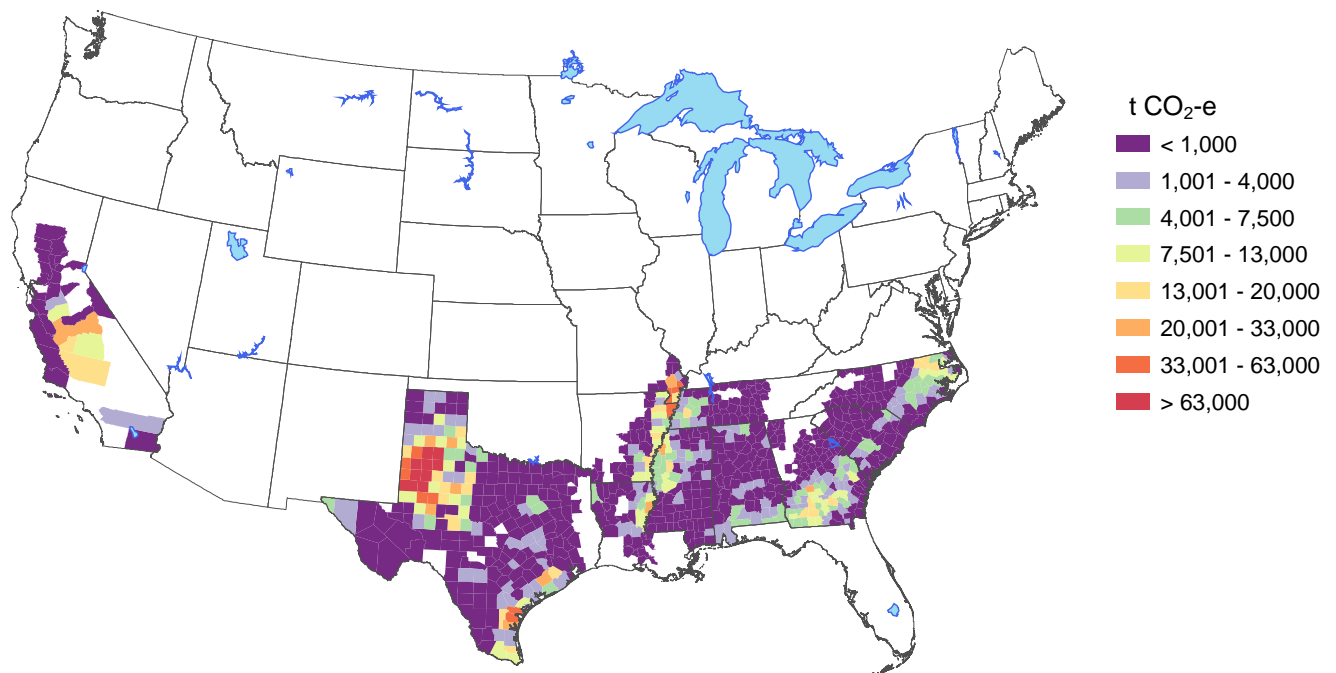 t CO₂-e
< 1,000
1,001 - 4,000
4,001 - 7,500
7,501 - 13,000
13,001 - 20,000
20,001 - 33,000
33,001 - 63,000
> 63,000